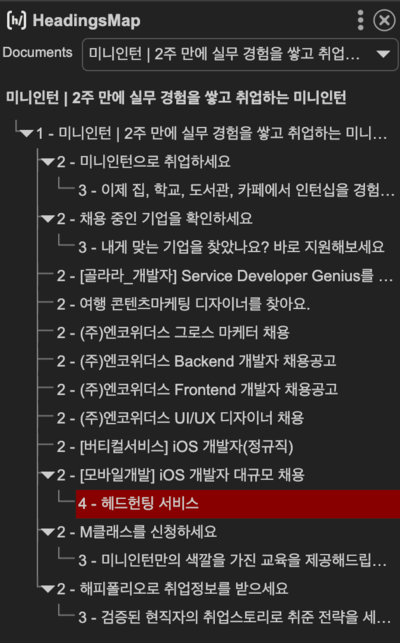 [h/] HeadingsMap
Documents 미니인턴 | 2주 만에 실무 경험을 쌓고 취업...
미니인턴 | 2주 만에 실무 경험을 쌓고 취업하는 미니인턴
1 - 미니인턴 | 2주 만에 실무 경험을 쌓고 취업하는 미니...
2 - 미니인턴으로 취업하세요
3 - 이제 집, 학교, 도서관, 카페에서 인턴십을 경험...
2 - 채용 중인 기업을 확인하세요
3 - 내게 맞는 기업을 찾았나요? 바로 지원해보세요
2 - [골라라_개발자] Service Developer Genius를 ...
2 - 여행 콘텐츠마케팅 디자이너를 찾아요.
2 - (주)엔코위더스 그로스 마케터 채용
2 - (주)엔코위더스 Backend 개발자 채용공고
2 - (주)엔코위더스 Frontend 개발자 채용공고
2 - (주)엔코위더스 UI/UX 디자이너 채용
2 - [버티컬서비스] iOS 개발자(정규직)
2 - [모바일개발] iOS 개발자 대규모 채용
4 - 헤드헌팅 서비스
2 - M클래스를 신청하세요
3 - 미니인턴만의 색깔을 가진 교육을 제공해드립...
2 - 해피폴리오로 취업정보를 받으세요
3 - 검증된 현직자의 취업스토리로 취준 전략을 세...